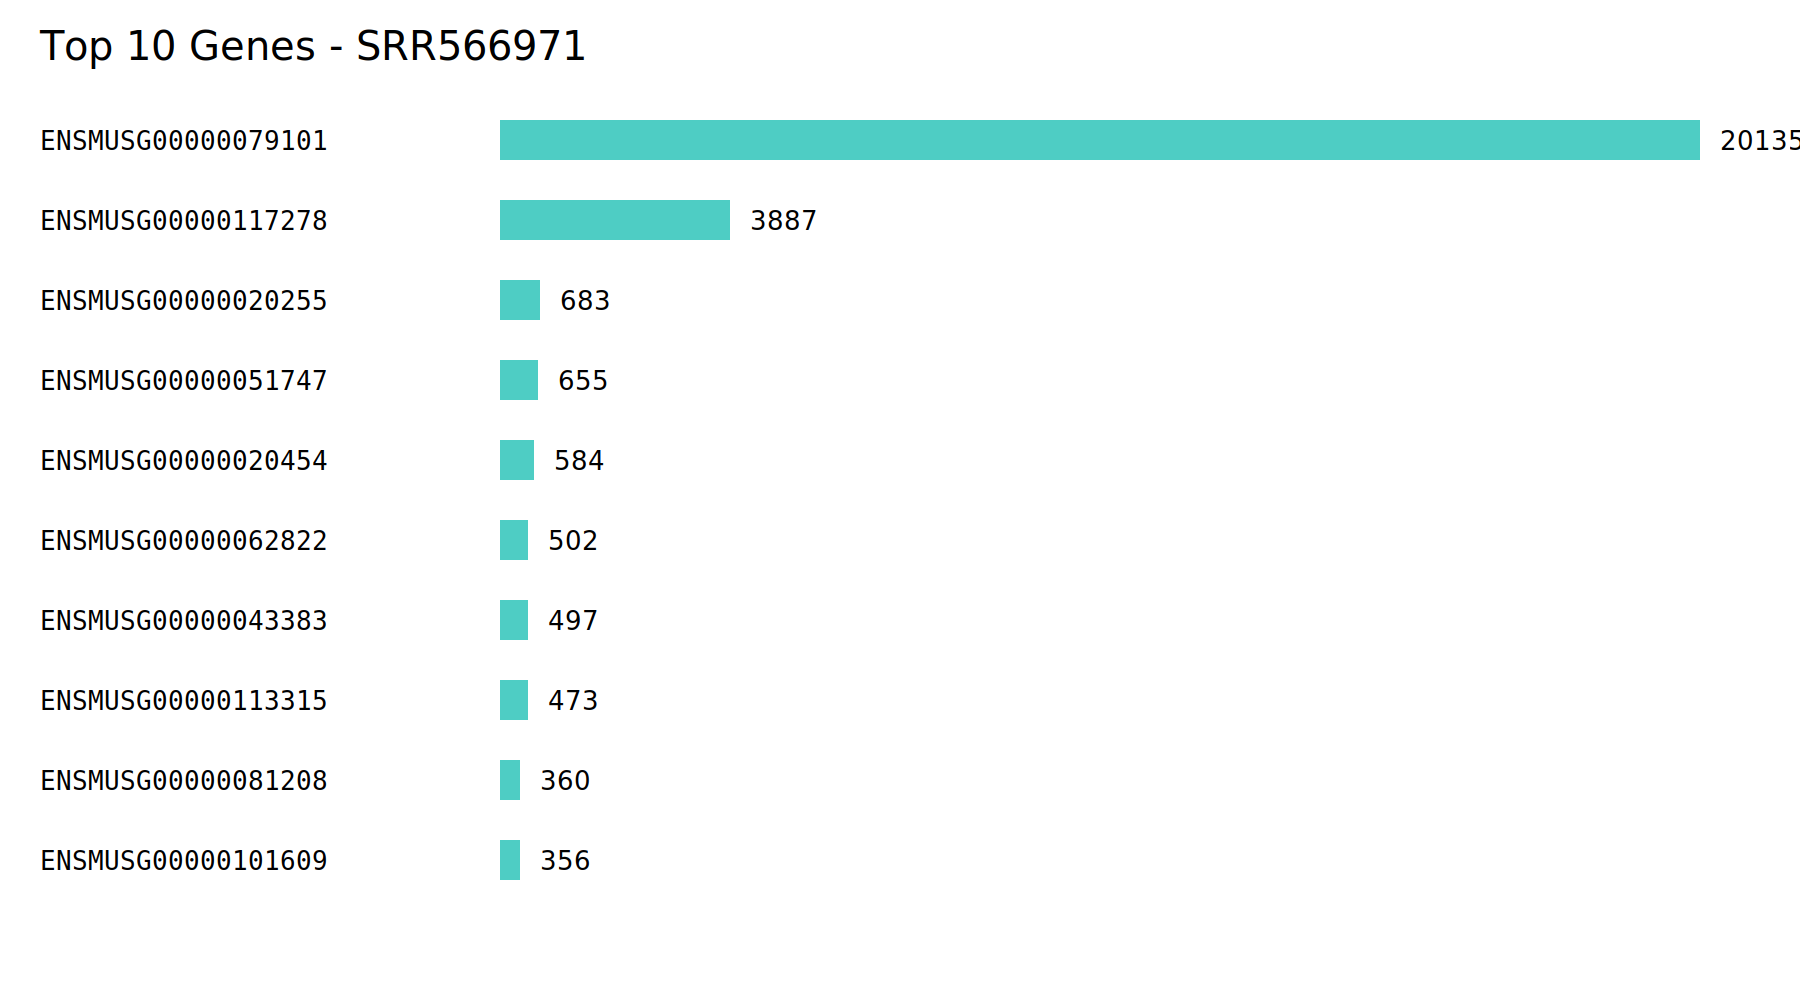 Top 10 Genes - SRR566971
ENSMUSG00000079101 20135
ENSMUSG00000117278 3887
ENSMUSG00000020255 683
ENSMUSG00000051747 655
ENSMUSG00000020454 584
ENSMUSG00000062822 502
ENSMUSG00000043383 497
ENSMUSG00000113315 473
ENSMUSG00000081208 360
ENSMUSG00000101609 356